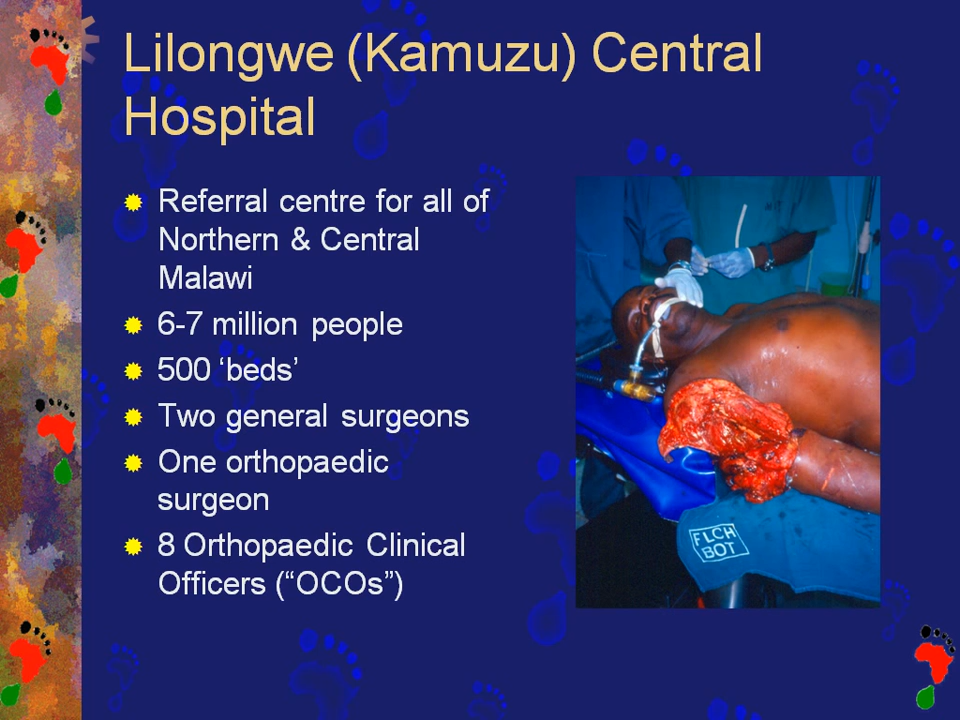 Lilongwe (Kamuzu) Central
Hospital
Referral centre for all of
Northern & Central
Malawi
6-7 million people
500 ‘beds’
Two general surgeons
One orthopaedic
surgeon
8 Orthopaedic Clinical
Officers (“OCOs”)
FLCH
BOT